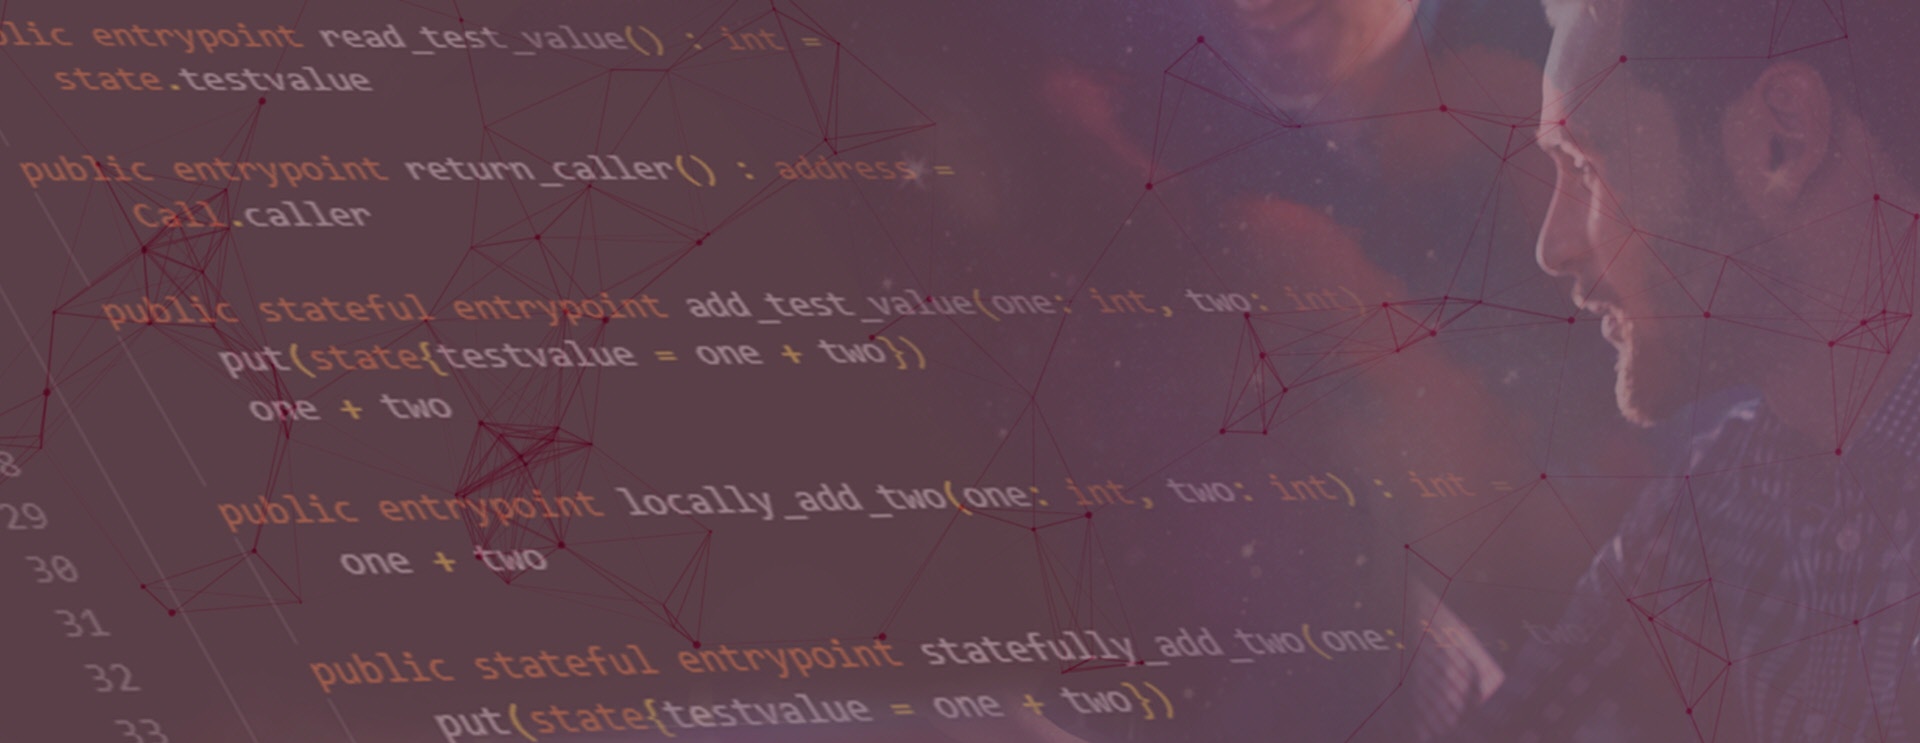 public entrypoint read_test_value() : int =
state.testvalue
public entrypoint return_caller() : address =
Call.caller
public stateful entrypoint add_test_value(one: int, two: int)
put(state{testvalue = one + two})
one + two
8
29 public entrypoint locally_add_two(one: int, two: int) : int =
30 one + two
31
32 public stateful entrypoint statefully_add_two(one: int, two
33 put(state{testvalue = one + two})